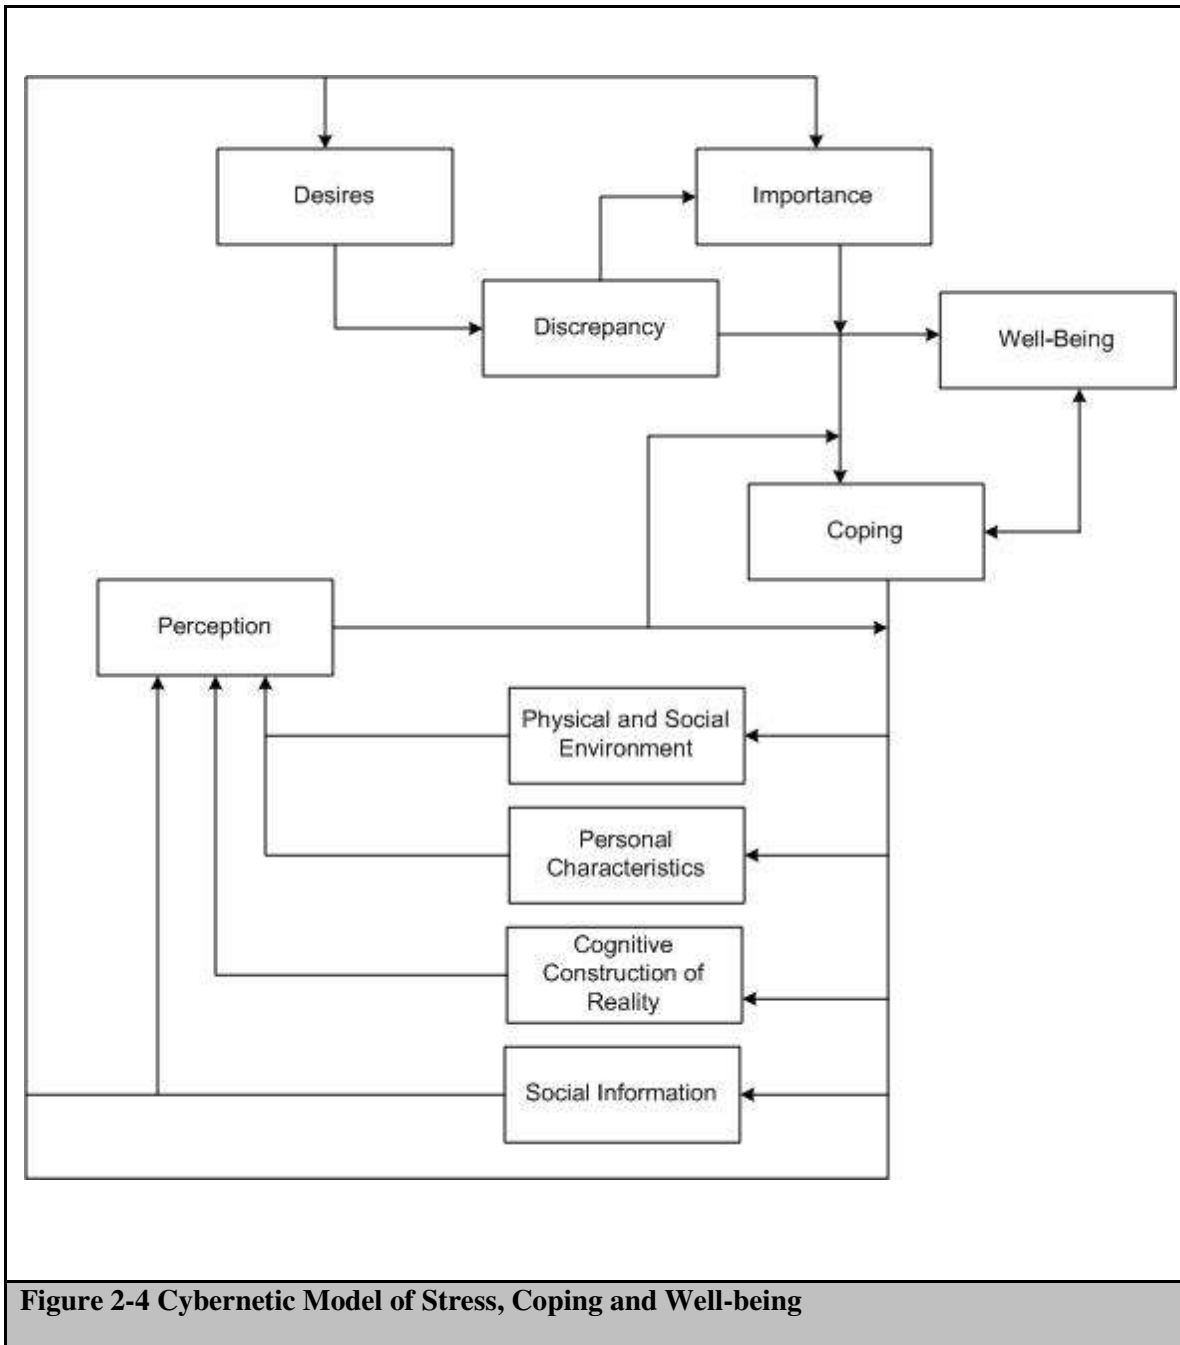 Desires
Importance
Discrepancy
Well-Being
Coping
Perception
Physical and Social
Environment
Personal
Characteristics
Cognitive
Construction of
Reality
Social Information
Figure 2-4 Cybernetic Model of Stress, Coping and Well-being